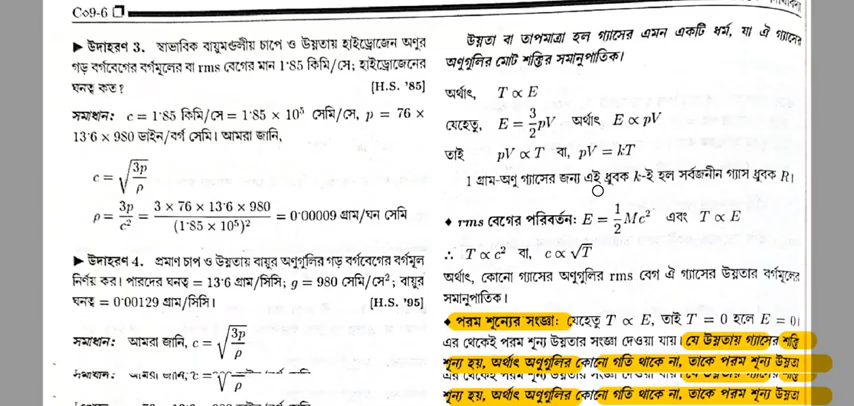 Co9-6
▶ উদাহরণ 3. স্বাভাবিক বায়ুমণ্ডলীয় চাপে ও উষ্ণতায় হাইড্রোজেন অণুর
গড় বর্গবেগের বর্গমূলের বা rms বেগের মান 1·85 কিমি/সে; হাইড্রোজেনের
ঘনত্ব কত? [H.S. '85]
সমাধান: c = 1·85 কিমি/সে = 1·85 × 10⁵ সেমি/সে, p = 76 ×
13·6 × 980 ডাইন/বর্গ সেমি। আমরা জানি,
c = √(3p/ρ)
ρ = 3p/c² = (3 × 76 × 13·6 × 980)/(1·85 × 10⁵)² = 0·00009 গ্রাম/ঘন সেমি
▶ উদাহরণ 4. প্রমাণ চাপ ও উষ্ণতায় বায়ুর অণুগুলির গড় বর্গবেগের বর্গমূল
নির্ণয় কর। পারদের ঘনত্ব = 13·6 গ্রাম/সিসি; g = 980 সেমি/সে²; বায়ুর
ঘনত্ব = 0·00129 গ্রাম/সিসি। [H.S. '95]
সমাধান: আমরা জানি, c = √(3p/ρ)
উষ্ণতা বা তাপমাত্রা হল গ্যাসের এমন একটি ধর্ম, যা ঐ গ্যাসের
অণুগুলির মোট শক্তির সমানুপাতিক।
অর্থাৎ, T ∝ E
যেহেতু, E = 3/2 pV অর্থাৎ E ∝ pV
তাই pV ∝ T বা, pV = kT
1 গ্রাম-অণু গ্যাসের জন্য এই ধ্রুবক k-ই হল সর্বজনীন গ্যাস ধ্রুবক R।
◆ rms বেগের পরিবর্তন: E = 1/2 Mc² এবং T ∝ E
∴ T ∝ c² বা, c ∝ √T
অর্থাৎ, কোনো গ্যাসের অণুগুলির rms বেগ ঐ গ্যাসের উষ্ণতার বর্গমূলের
সমানুপাতিক।
◆ পরম শূন্যের সংজ্ঞা: যেহেতু T ∝ E, তাই T = 0 হলে E = 0।
এর থেকেই পরম শূন্য উষ্ণতার সংজ্ঞা দেওয়া যায়। যে উষ্ণতায় গ্যাসের শক্তি
শূন্য হয়, অর্থাৎ অণুগুলির কোনো গতি থাকে না, তাকে পরম শূন্য উষ্ণতা
শূন্য হয়, অর্থাৎ অণুগুলির কোনো গতি থাকে না, তাকে পরম শূন্য উষ্ণতা